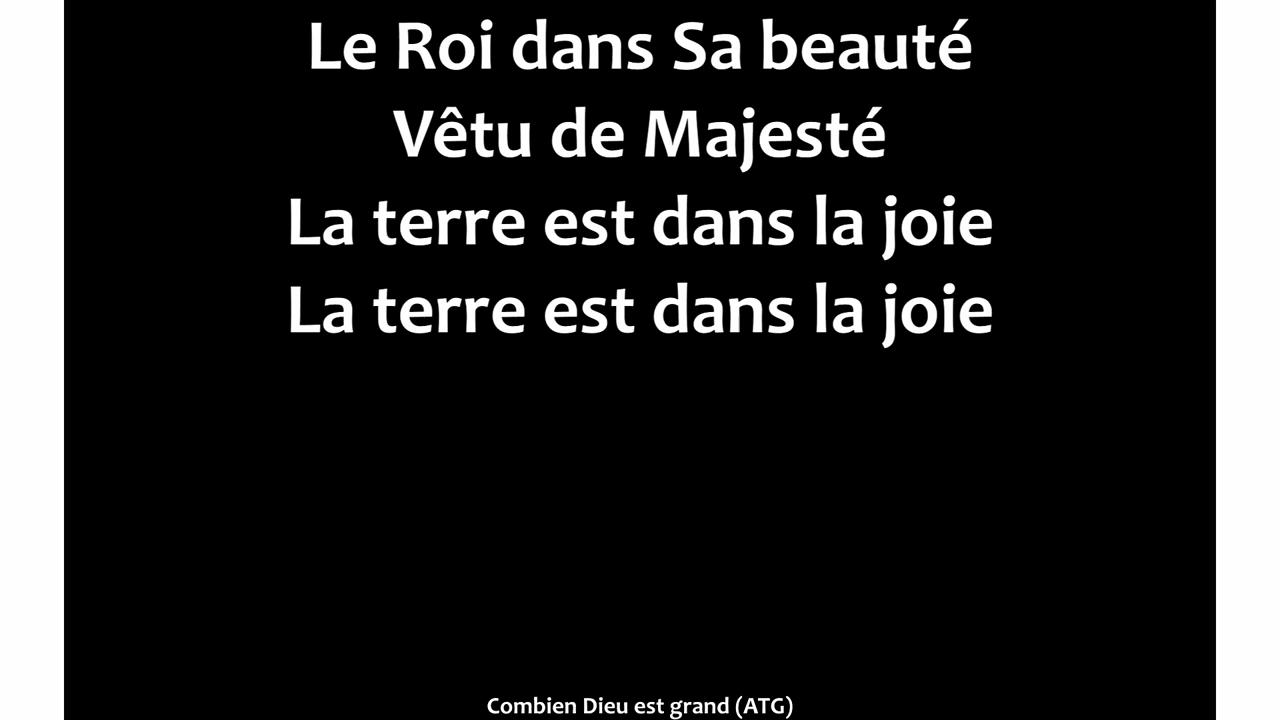 Le Roi dans Sa beauté
Vêtu de Majesté
La terre est dans la joie
La terre est dans la joie
Combien Dieu est grand (ATG)